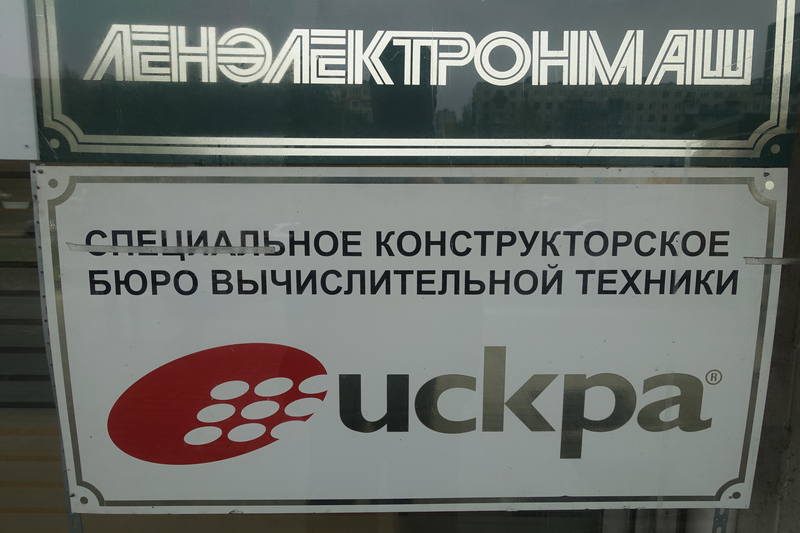 ЛЕНЭЛЕКТРОНМАШ
СПЕЦИАЛЬНОЕ КОНСТРУКТОРСКОЕ
БЮРО ВЫЧИСЛИТЕЛЬНОЙ ТЕХНИКИ
искра®